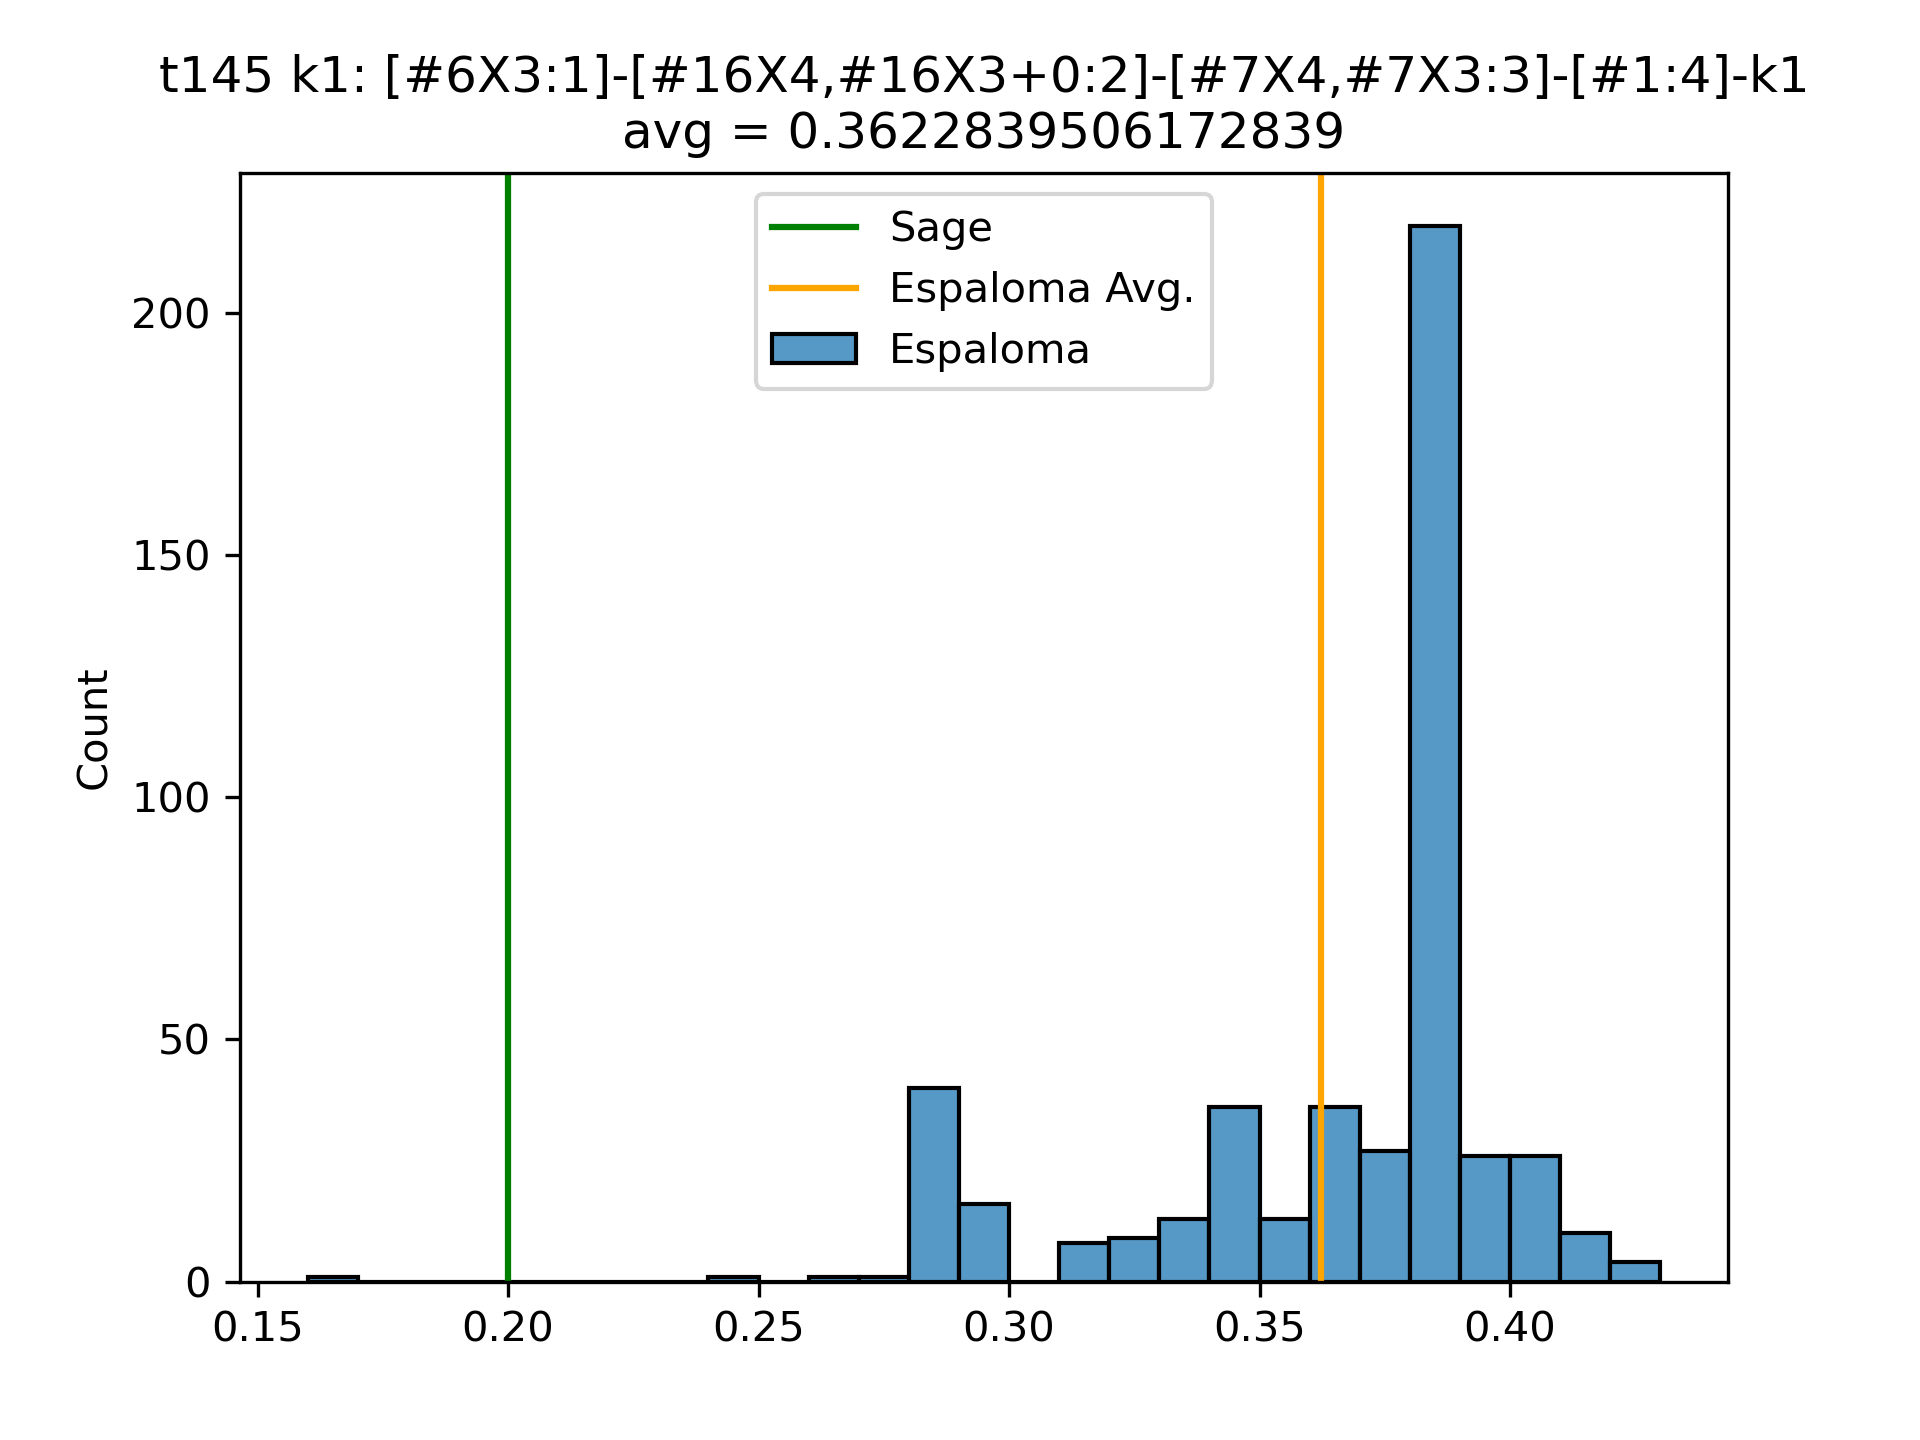 t145 k1: [#6X3:1]-[#16X4,#16X3+0:2]-[#7X4,#7X3:3]-[#1:4]-k1
avg = 0.3622839506172839
Sage
Espaloma Avg.
Espaloma
Count
200
150
100
50
0
0.15 0.20 0.25 0.30 0.35 0.40